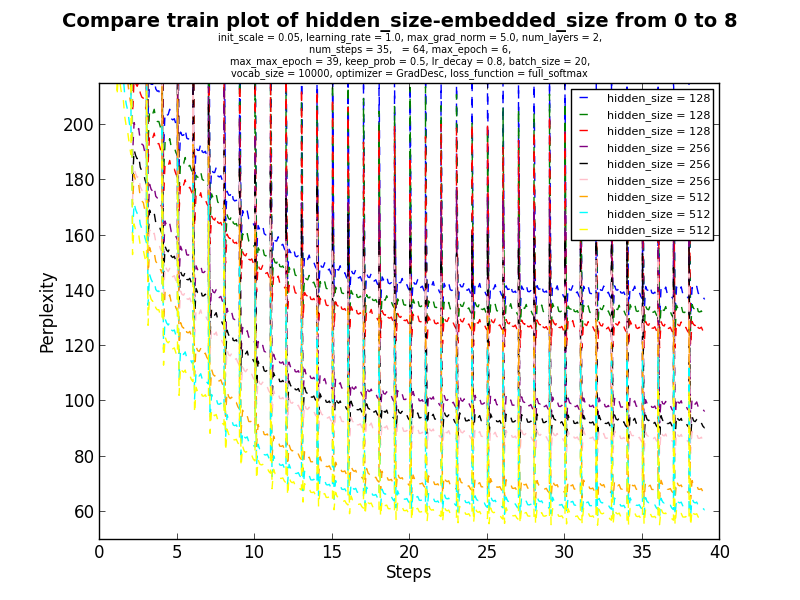 Compare train plot of hidden_size-embedded_size from 0 to 8
init_scale = 0.05, learning_rate = 1.0, max_grad_norm = 5.0, num_layers = 2,
num_steps = 35,   = 64, max_epoch = 6,
max_max_epoch = 39, keep_prob = 0.5, lr_decay = 0.8, batch_size = 20,
vocab_size = 10000, optimizer = GradDesc, loss_function = full_softmax
hidden_size = 128
hidden_size = 128
hidden_size = 128
hidden_size = 256
hidden_size = 256
hidden_size = 256
hidden_size = 512
hidden_size = 512
hidden_size = 512
Perplexity
200
180
160
140
120
100
80
60
0 5 10 15 20 25 30 35 40
Steps